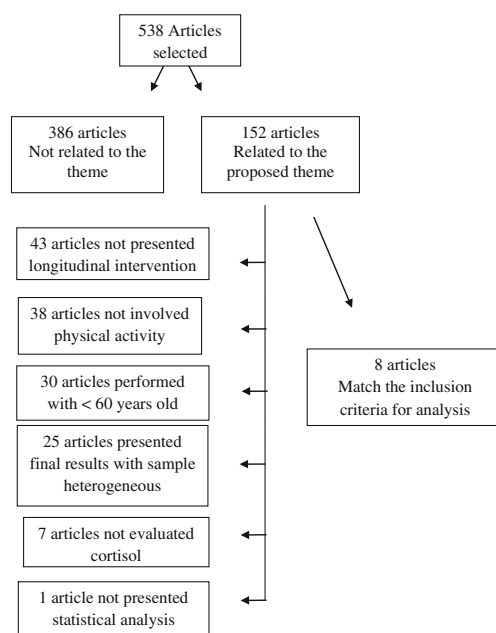 538 Articles
selected
386 articles
Not related to the
theme
152 articles
Related to the
proposed theme
43 articles not presented
longitudinal intervention
38 articles not involved
physical activity
30 articles performed
with < 60 years old
25 articles presented
final results with sample
heterogeneous
7 articles not evaluated
cortisol
1 article not presented
statistical analysis
8 articles
Match the inclusion
criteria for analysis